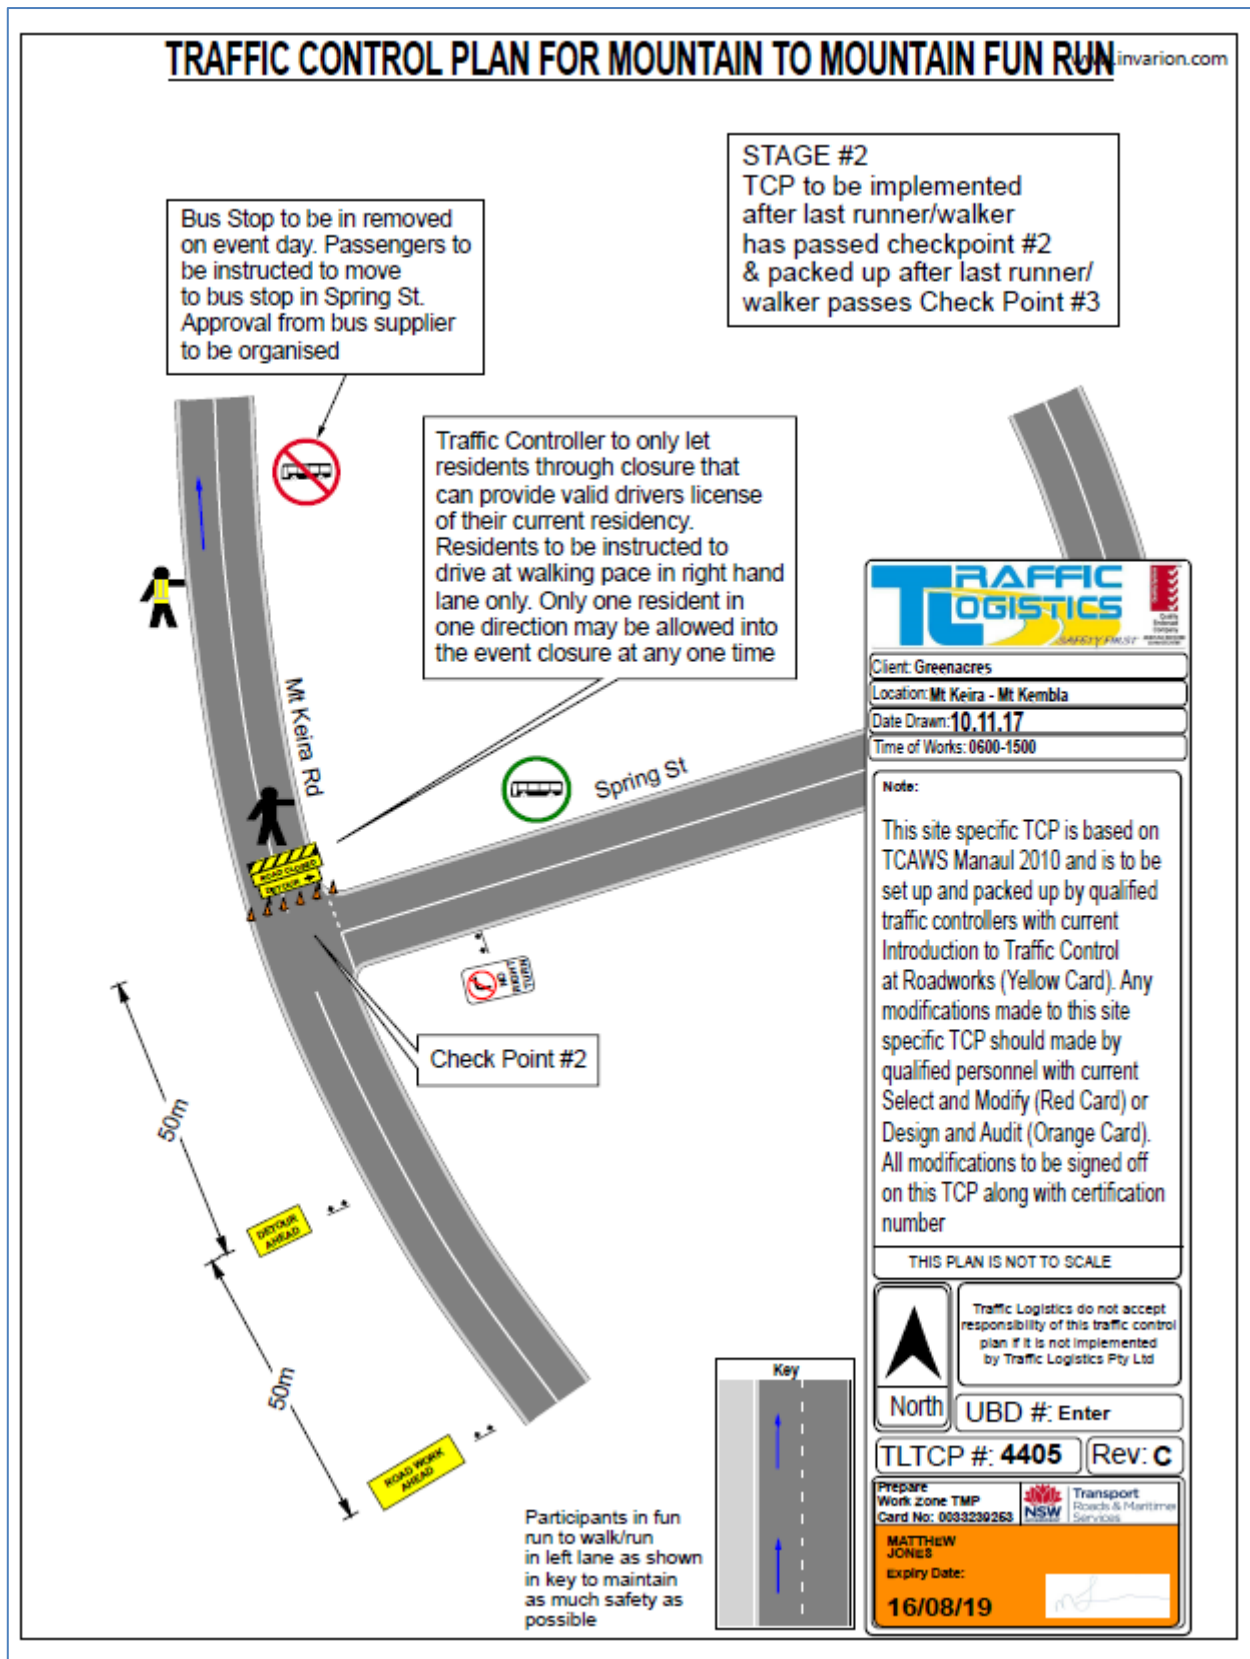 TRAFFIC CONTROL PLAN FOR MOUNTAIN TO MOUNTAIN FUN RUN
www.invarion.com
STAGE #2
TCP to be implemented
after last runner/walker
has passed checkpoint #2
& packed up after last runner/
walker passes Check Point #3
Bus Stop to be in removed
on event day. Passengers to
be instructed to move
to bus stop in Spring St.
Approval from bus supplier
to be organised
Traffic Controller to only let
residents through closure that
can provide valid drivers license
of their current residency.
Residents to be instructed to
drive at walking pace in right hand
lane only. Only one resident in
one direction may be allowed into
the event closure at any one time
Mt Keira Rd
Spring St
ROAD CLOSED
DETOUR
NO
RIGHT
TURN
Check Point #2
50m
DETOUR
AHEAD
50m
ROAD WORK
AHEAD
Participants in fun
run to walk/run
in left lane as shown
in key to maintain
as much safety as
possible
Key
TRAFFIC
LOGISTICS
SAFETY FIRST
Quality
Endorsed
Company
Client: Greenacres
Location: Mt Keira - Mt Kembla
Date Drawn: 10.11.17
Time of Works: 0600-1500
Note:
This site specific TCP is based on
TCAWS Manaul 2010 and is to be
set up and packed up by qualified
traffic controllers with current
Introduction to Traffic Control
at Roadworks (Yellow Card). Any
modifications made to this site
specific TCP should made by
qualified personnel with current
Select and Modify (Red Card) or
Design and Audit (Orange Card).
All modifications to be signed off
on this TCP along with certification
number
THIS PLAN IS NOT TO SCALE
North
Traffic Logistics do not accept
responsibility of this traffic control
plan if it is not implemented
by Traffic Logistics Pty Ltd
UBD #: Enter
TLTCP #: 4405
Rev: C
Prepare
Work zone TMP
Card No: 0033239253
NSW
Transport
Roads & Maritime
Services
MATTHEW
JONES
Expiry Date:
16/08/19